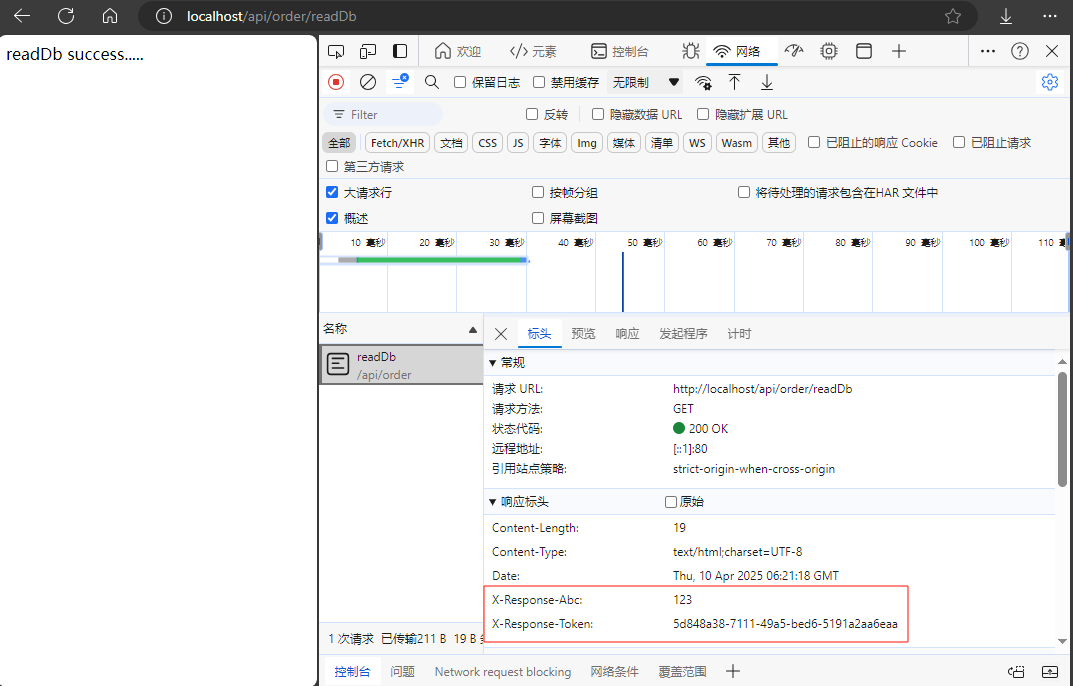 localhost/api/order/readDb
readDb success.....
欢迎 元素 控制台 网络
保留日志 禁用缓存 无限制
Filter 反转 隐藏数据 URL 隐藏扩展 URL
全部 Fetch/XHR 文档 CSS JS 字体 Img 媒体 清单 WS Wasm 其他 已阻止的响应 Cookie 已阻止请求
第三方请求
大请求行 按帧分组 将待处理的请求包含在HAR 文件中
概述 屏幕截图
10 毫秒 20 毫秒 30 毫秒 40 毫秒 50 毫秒 60 毫秒 70 毫秒 80 毫秒 90 毫秒 100 毫秒 110
名称
readDb
/api/order
标头 预览 响应 发起程序 计时
常规
请求 URL: http://localhost/api/order/readDb
请求方法: GET
状态代码: 200 OK
远程地址: [::1]:80
引用站点策略: strict-origin-when-cross-origin
响应标头 原始
Content-Length: 19
Content-Type: text/html;charset=UTF-8
Date: Thu, 10 Apr 2025 06:21:18 GMT
X-Response-Abc: 123
X-Response-Token: 5d848a38-7111-49a5-bed6-5191a2aa6eaa
1 次请求 已传输211 B 19 B
控制台 问题 Network request blocking 网络条件 覆盖范围